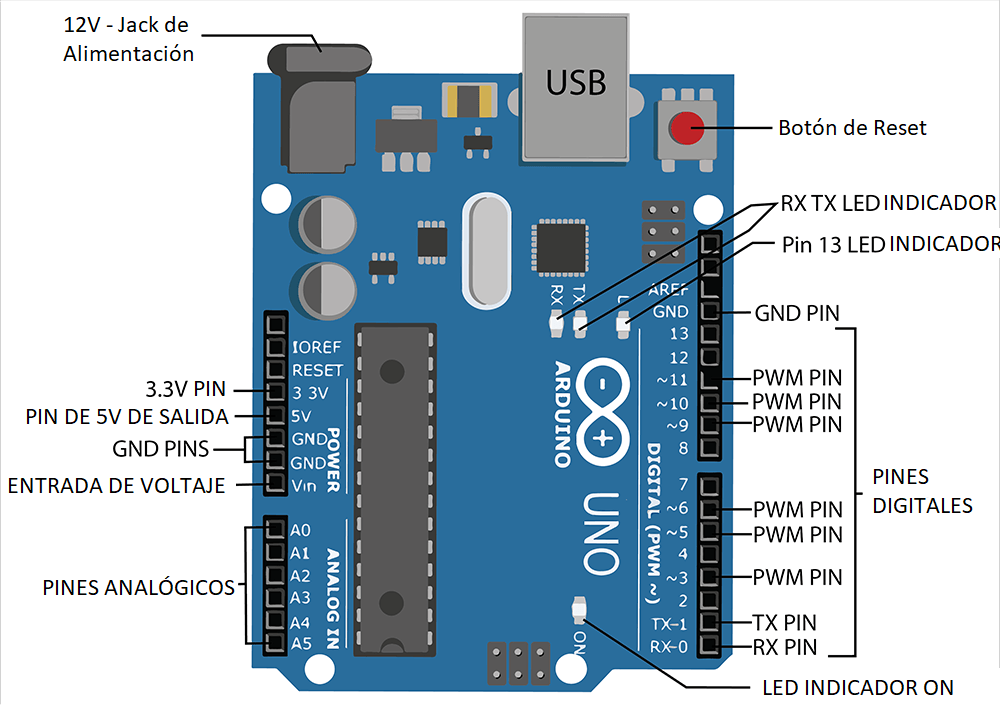 12V - Jack de
Alimentación
USB
Botón de Reset
RX TX LED INDICADOR
Pin 13 LED INDICADOR
RX
TX
L
AREF
GND
GND PIN
13
12
~11
PWM PIN
~10
PWM PIN
~9
PWM PIN
8
7
~6
PWM PIN
~5
PWM PIN
4
~3
PWM PIN
2
TX-1
TX PIN
RX-0
RX PIN
PINES
DIGITALES
DIGITAL (PWM ~)
ARDUINO
UNO
ON
LED INDICADOR ON
IOREF
RESET
3.3V PIN
3 3V
PIN DE 5V DE SALIDA
5V
GND PINS
GND
GND
ENTRADA DE VOLTAJE
Vin
POWER
PINES ANALÓGICOS
A0
A1
A2
A3
A4
A5
ANALOG IN